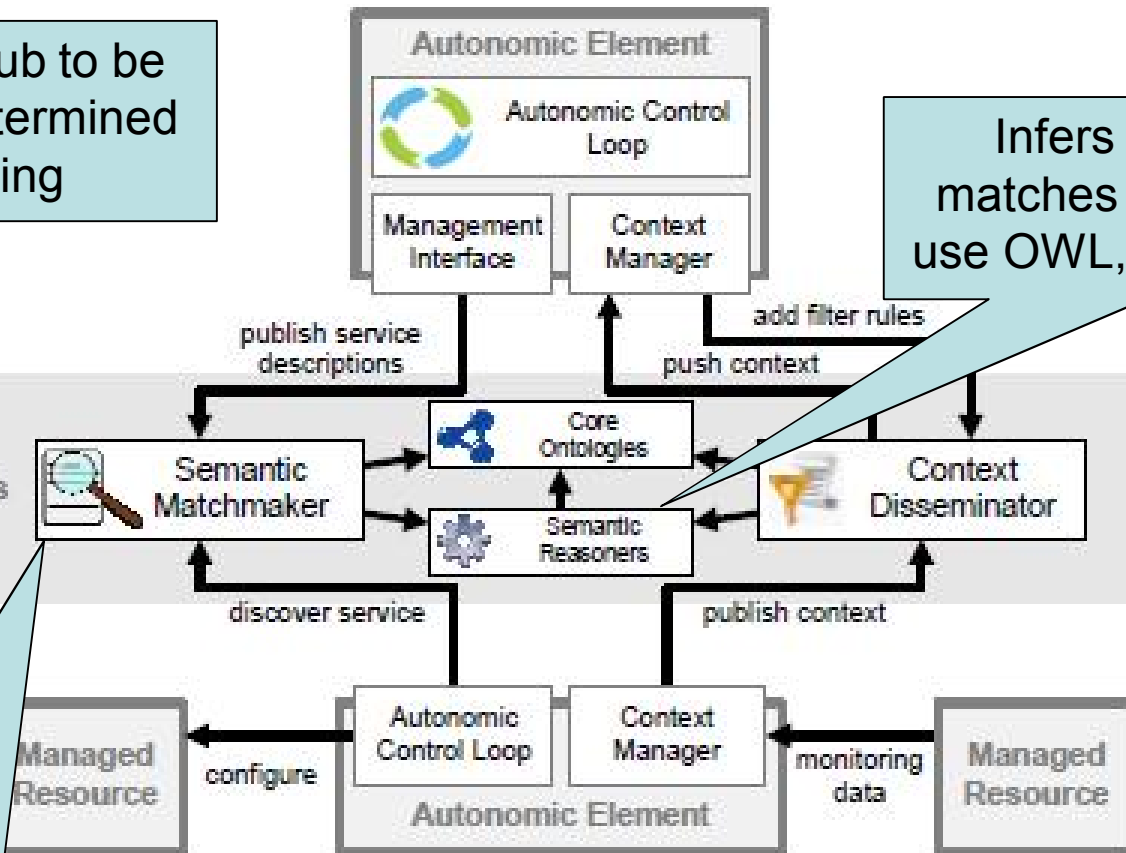 ub to be
termined
ing
Autonomic Element
Autonomic Control
Loop
Management
Interface
Context
Manager
Infers
matches
use OWL,
publish service
descriptions
add filter rules
push context
Core
Ontologies
s
Semantic
Matchmaker
Context
Disseminator
Semantic
Reasoners
discover service
publish context
Managed
Resource
configure
Autonomic
Control Loop
Context
Manager
Autonomic Element
monitoring
data
Managed
Resource